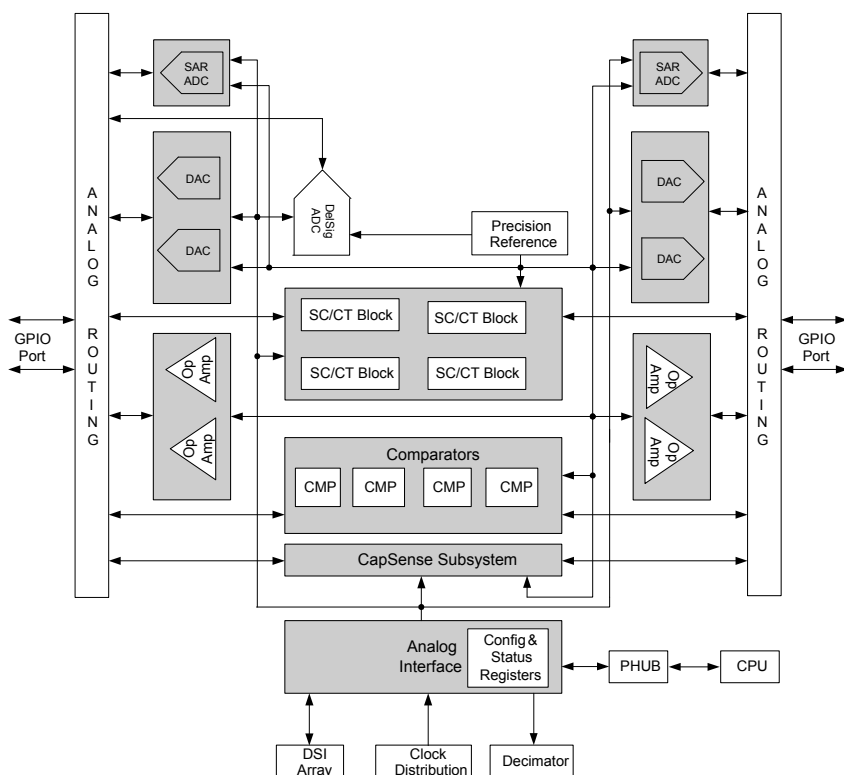 SAR
ADC
SAR
ADC
A
N
A
L
O
G
R
O
U
T
I
N
G
DAC
DAC
DelSig
ADC
Precision
Reference
DAC
DAC
A
N
A
L
O
G
R
O
U
T
I
N
G
GPIO
Port
SC/CT Block
SC/CT Block
SC/CT Block
SC/CT Block
GPIO
Port
Op
Amp
Op
Amp
Op
Amp
Op
Amp
Comparators
CMP
CMP
CMP
CMP
CapSense Subsystem
Analog
Interface
Config &
Status
Registers
PHUB
CPU
DSI
Array
Clock
Distribution
Decimator